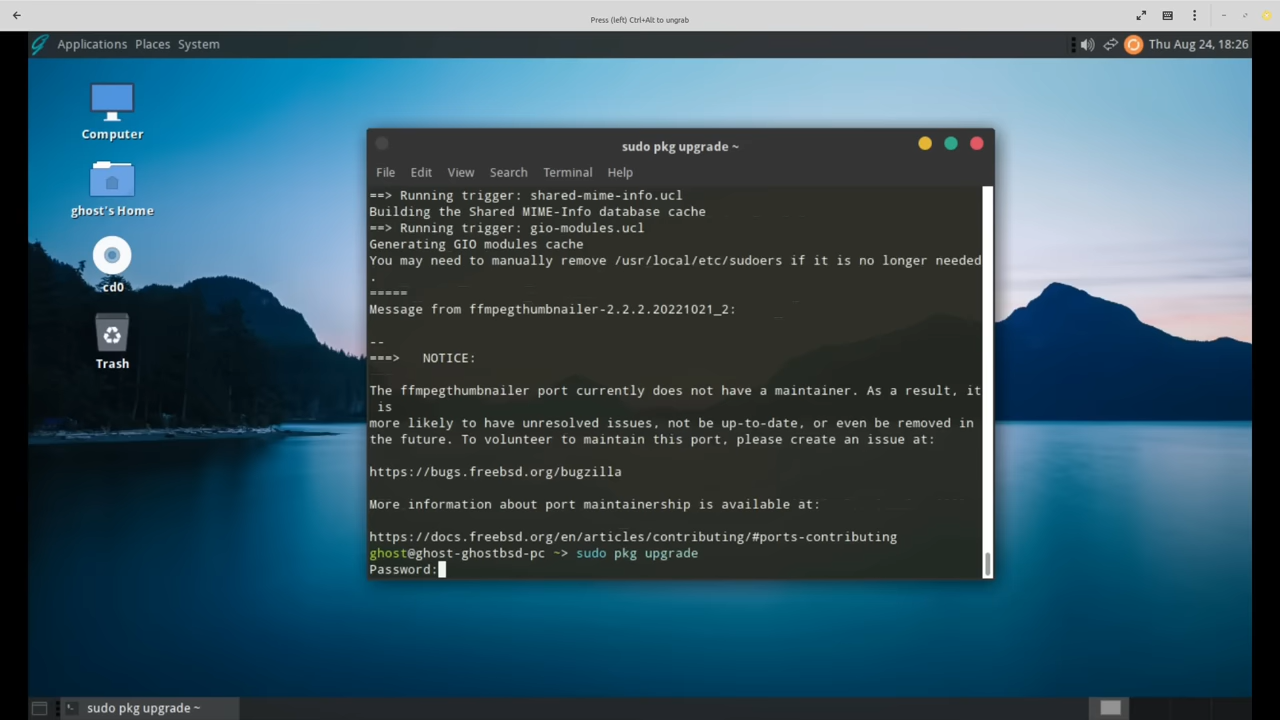 Press (left) Ctrl+Alt to ungrab
Applications Places System
Thu Aug 24, 18:26
Computer
ghost's Home
cd0
Trash
sudo pkg upgrade ~
File Edit View Search Terminal Help
==> Running trigger: shared-mime-info.ucl
Building the Shared MIME-Info database cache
==> Running trigger: gio-modules.ucl
Generating GIO modules cache
You may need to manually remove /usr/local/etc/sudoers if it is no longer needed
.
=====
Message from ffmpegthumbnailer-2.2.2.20221021_2:
--
===> NOTICE:
The ffmpegthumbnailer port currently does not have a maintainer. As a result, it
is
more likely to have unresolved issues, not be up-to-date, or even be removed in
the future. To volunteer to maintain this port, please create an issue at:
https://bugs.freebsd.org/bugzilla
More information about port maintainership is available at:
https://docs.freebsd.org/en/articles/contributing/#ports-contributing
ghost@ghost-ghostbsd-pc ~> sudo pkg upgrade
Password:
sudo pkg upgrade ~